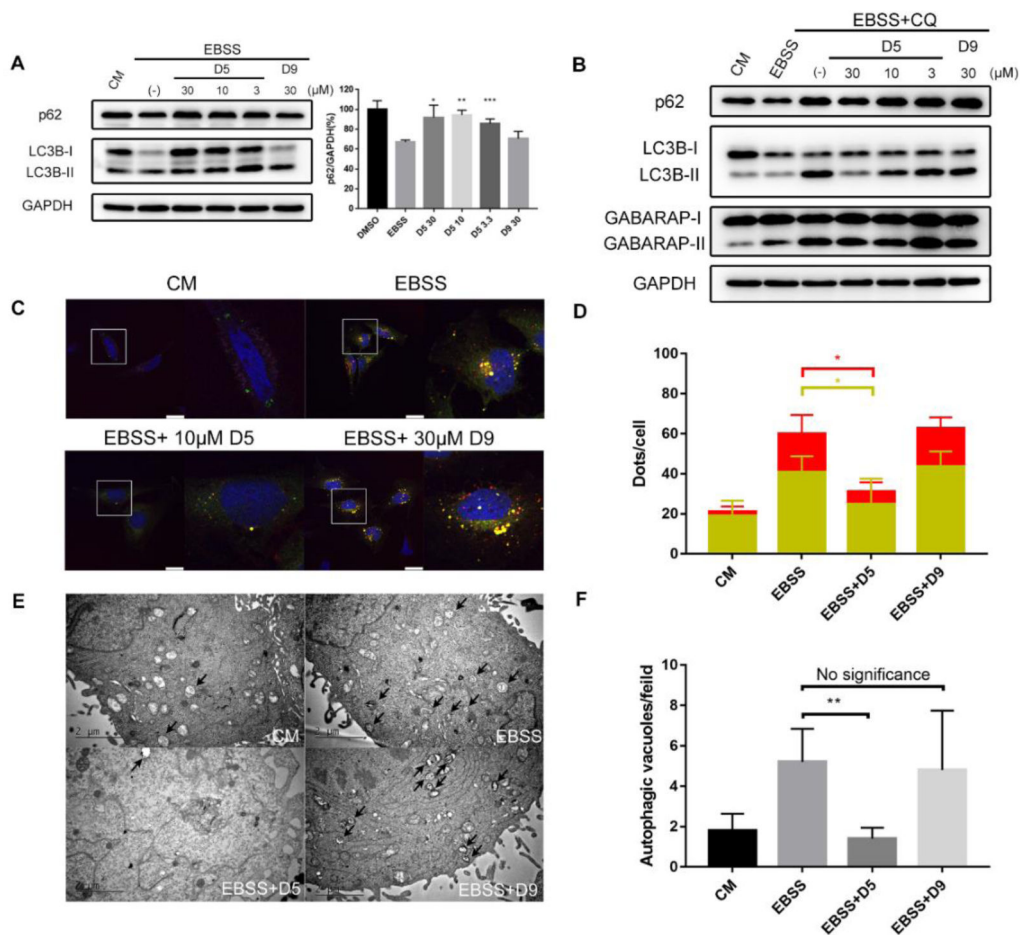 A
EBSS
D5 D9
CM (-) 30 10 3 30 (μM)
p62
LC3B-I
LC3B-II
GAPDH
p62/GAPDH(%)
120
100
80
60
40
20
0
* ** ***
DMSO EBSS D5 30 D5 10 D5 3.3 D9 30
B
EBSS+CQ
D5 D9
CM EBSS (-) 30 10 3 30 (μM)
p62
LC3B-I
LC3B-II
GABARAP-I
GABARAP-II
GAPDH
C
CM EBSS
EBSS+ 10μM D5 EBSS+ 30μM D9
D
Dots/cell
100
80
60
40
20
0
*
*
CM EBSS EBSS+D5 EBSS+D9
E
2 μm CM
EBSS
EBSS+D5
EBSS+D9
F
Autophagic vacuoles/feild
10
8
6
4
2
0
No significance
**
CM EBSS EBSS+D5 EBSS+D9